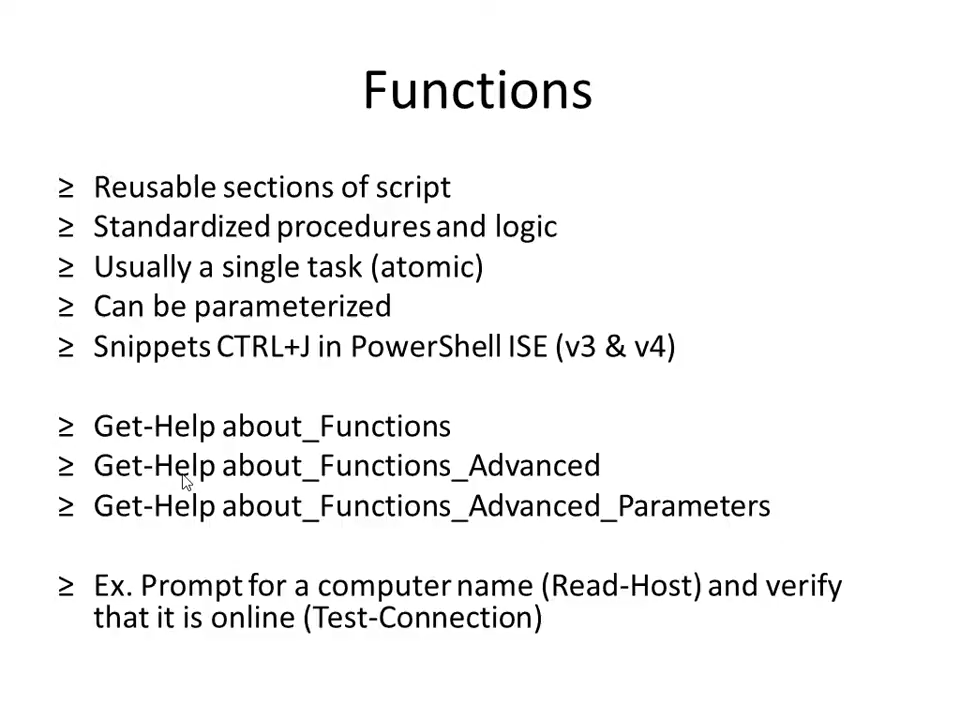 Functions
≥ Reusable sections of script
≥ Standardized procedures and logic
≥ Usually a single task (atomic)
≥ Can be parameterized
≥ Snippets CTRL+J in PowerShell ISE (v3 & v4)
≥ Get-Help about_Functions
≥ Get-Help about_Functions_Advanced
≥ Get-Help about_Functions_Advanced_Parameters
≥ Ex. Prompt for a computer name (Read-Host) and verify
that it is online (Test-Connection)